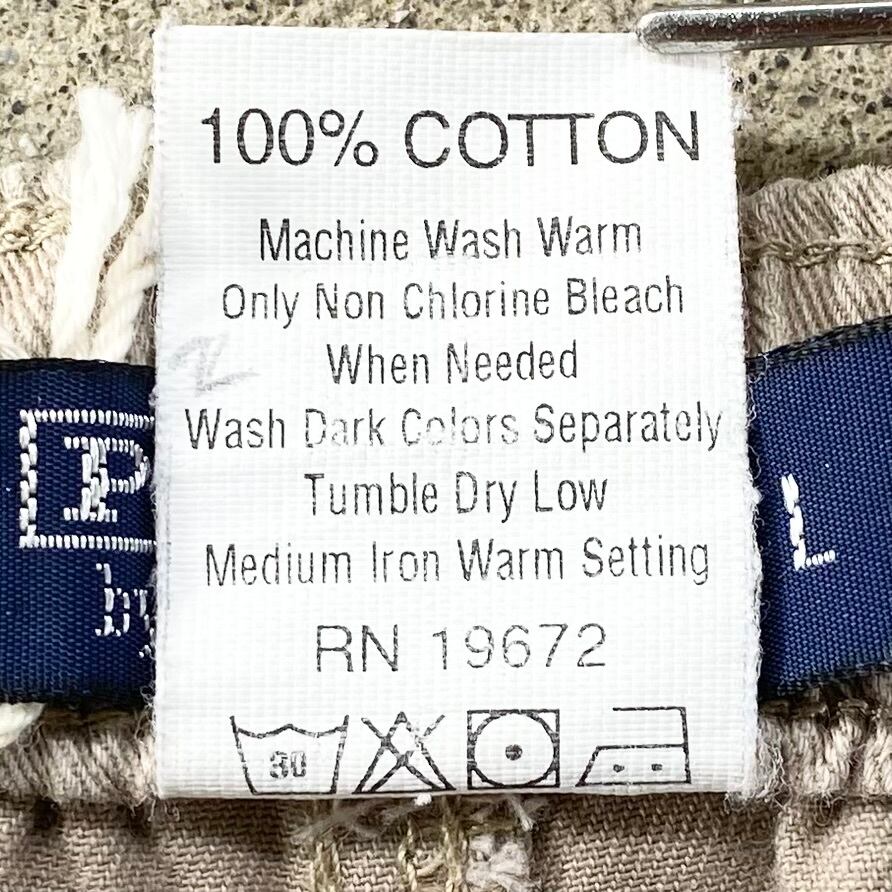 100% COTTON
Machine Wash Warm
Only Non Chlorine Bleach
When Needed
Wash Dark Colors Separately
Tumble Dry Low
Medium Iron Warm Setting
RN 19672
30
P
by
L